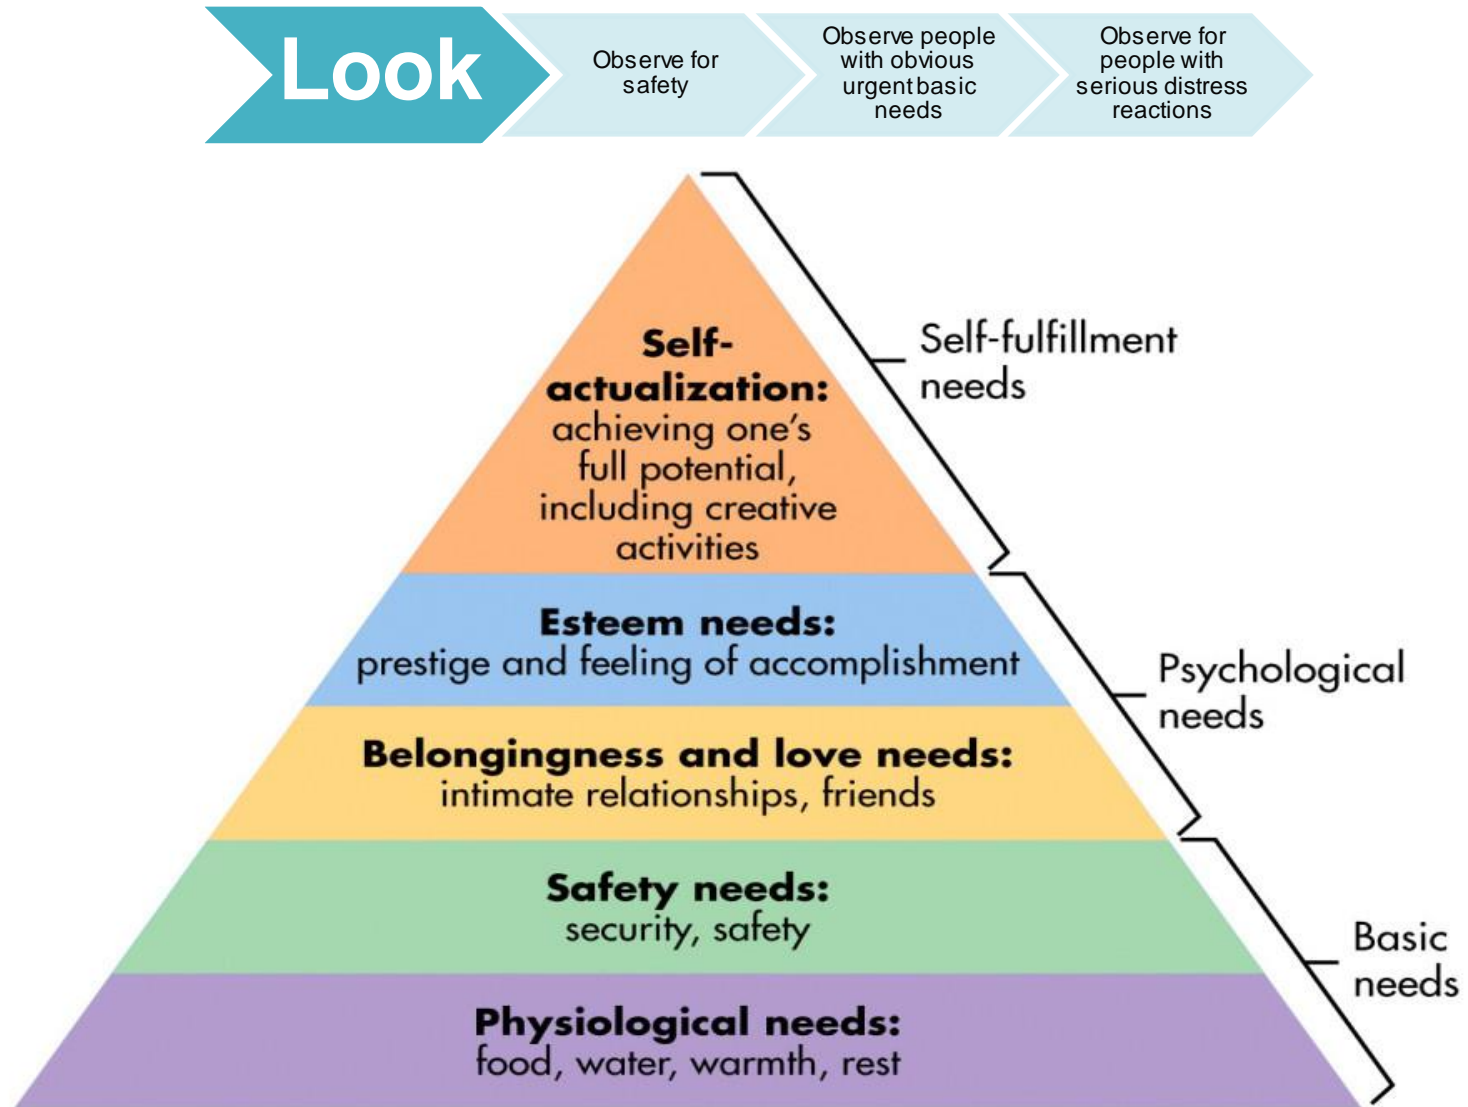 Look
Observe for
safety
Observe people
with obvious
urgent basic
needs
Observe for
people with
serious distress
reactions
Self-
actualization:
achieving one's
full potential,
including creative
activities
Self-fulfillment
needs
Esteem needs:
prestige and feeling of accomplishment
Psychological
needs
Belongingness and love needs:
intimate relationships, friends
Safety needs:
security, safety
Basic
needs
Physiological needs:
food, water, warmth, rest